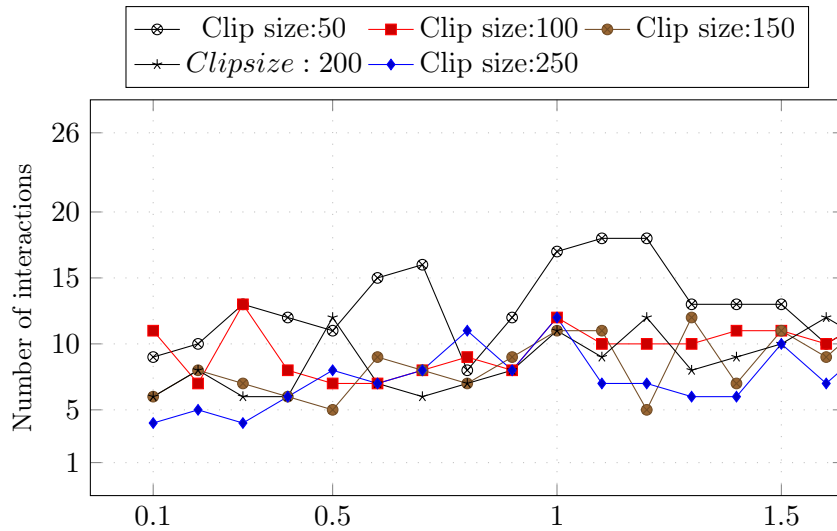 Clip size:50 Clip size:100 Clip size:150
Clipsize : 200 Clip size:250
Number of interactions
26
20
15
10
5
1
0.1 0.5 1 1.5